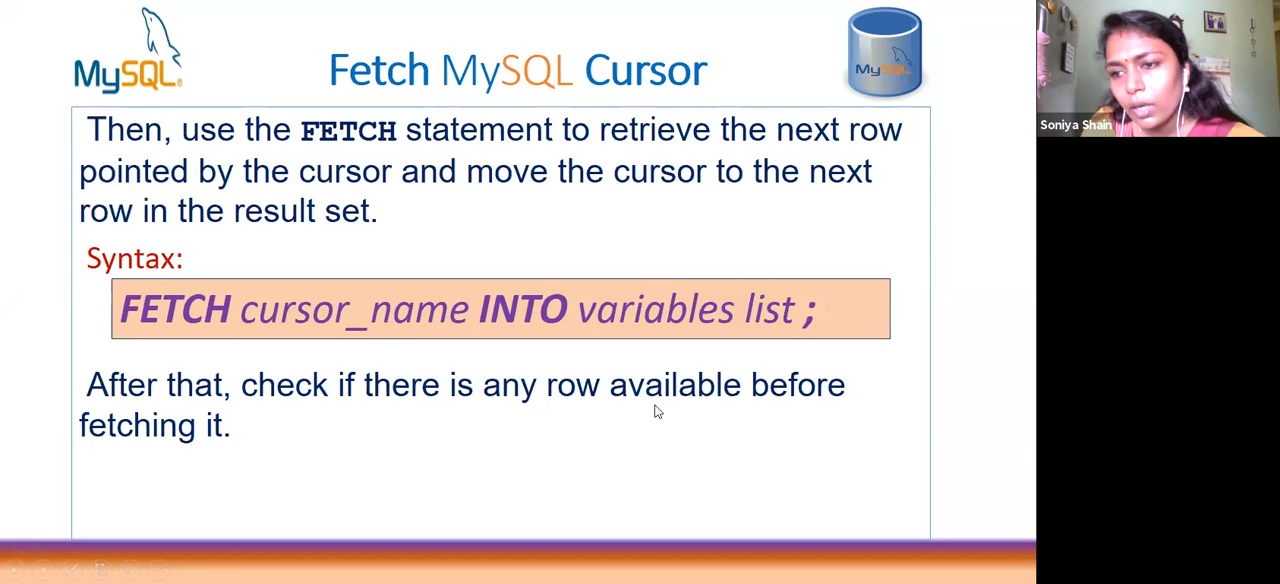 MySQL
Fetch MySQL Cursor
MySQL
Soniya Shain
Then, use the FETCH statement to retrieve the next row
pointed by the cursor and move the cursor to the next
row in the result set.
Syntax:
FETCH cursor_name INTO variables list ;
After that, check if there is any row available before
fetching it.